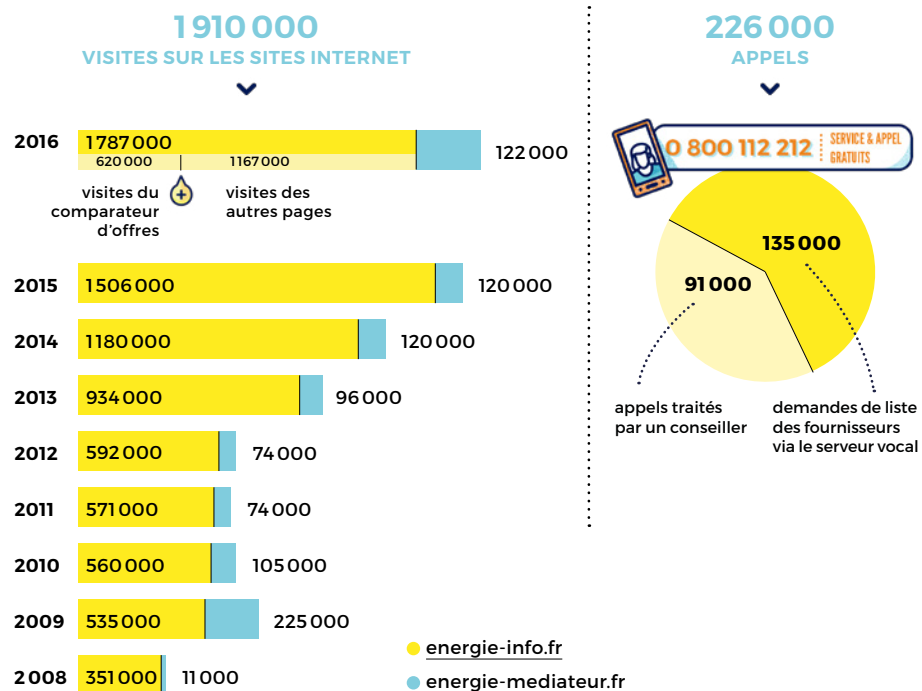 1 910 000
VISITES SUR LES SITES INTERNET
2016
1 787 000
620 000
1 167 000
122 000
visites du
comparateur
d'offres
visites des
autres pages
2015
1 506 000
120 000
2014
1 180 000
120 000
2013
934 000
96 000
2012
592 000
74 000
2011
571 000
74 000
2010
560 000
105 000
2009
535 000
225 000
2008
351 000
11 000
energie-info.fr
energie-mediateur.fr
226 000
APPELS
0 800 112 212
SERVICE & APPEL
GRATUITS
135 000
91 000
appels traités
par un conseiller
demandes de liste
des fournisseurs
via le serveur vocal